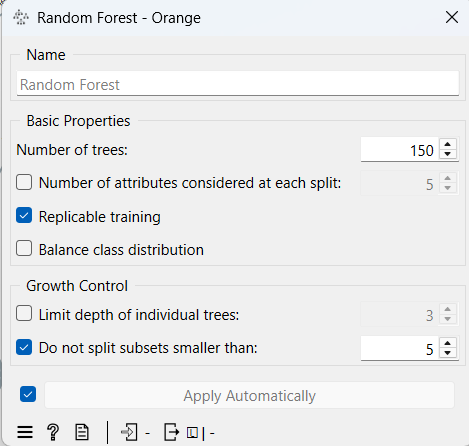 Random Forest - Orange
Name
Random Forest
Basic Properties
Number of trees: 150
Number of attributes considered at each split: 5
Replicable training
Balance class distribution
Growth Control
Limit depth of individual trees: 3
Do not split subsets smaller than: 5
Apply Automatically
? - | -